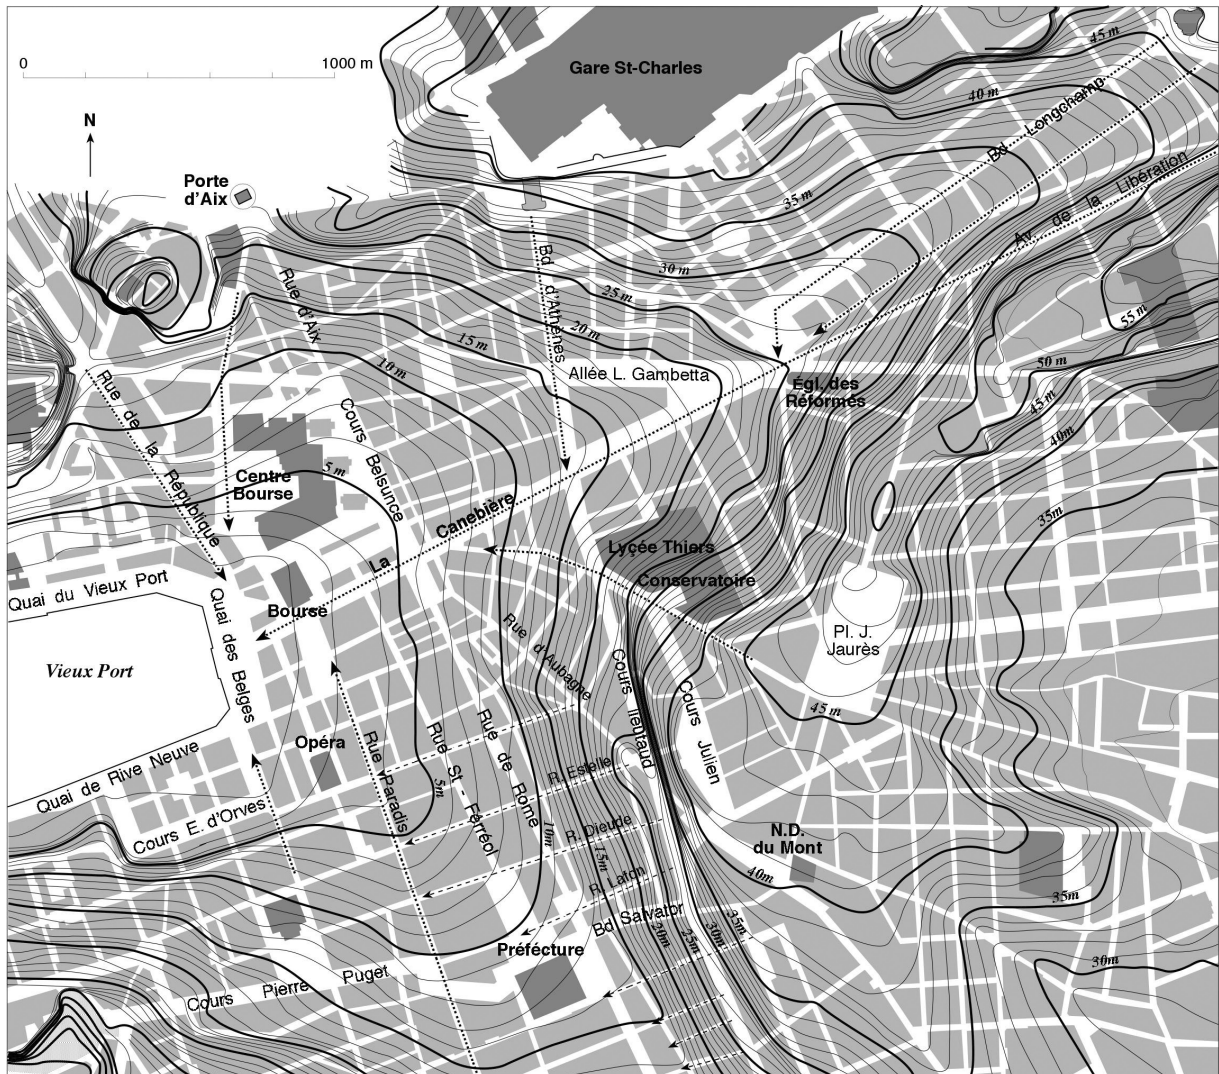 45 m
Gare St-Charles
0
1000 m
40 m
Bd Longchamp
N
Porte
d'Aix
35 m
Av. de la Libération
30 m
Bd d'Athènes
Rue d'Aix
25 m
20 m
55 m
15 m
50 m
10 m
Allée L. Gambetta
Égl. des
Réformés
45 m
Rue de la République
Cours Belsunce
40m
5 m
Centre
Bourse
La Canebière
35m
Lyçée Thiers
Conservatoire
Quai du Vieux Port
Bourse
Quai des Belges
Rue d'Aubagne
Pl. J.
Jaurès
Vieux Port
Cours lieutaud
Cours Julien
45 m
Opéra
Rue Paradis
Rue St - Ferréol
Rue de Rome
R. Estelle
Quai de Rive Neuve
5m
Cours E. d'Orves
10m
R. Dieude
N.D.
du Mont
15m
R. Lafon
40m
35m
Bd Salvator
20m
25m
30m
35m
Préfécture
30m
Cours Pierre Puget